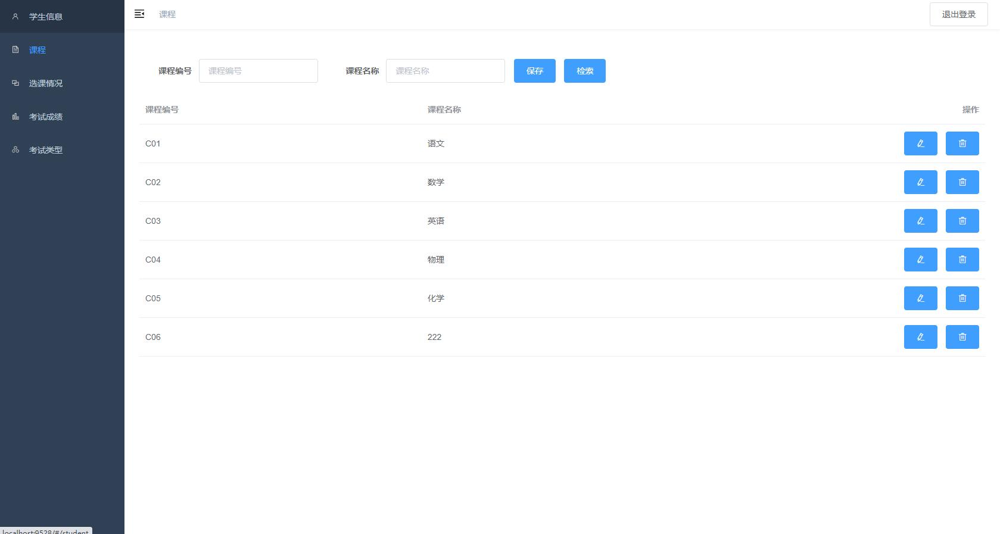 学生信息
课程
选课情况
考试成绩
考试类型
课程
退出登录
课程编号 课程编号 课程名称 课程名称 保存 检索
课程编号 课程名称 操作
C01 语文
C02 数学
C03 英语
C04 物理
C05 化学
C06 222
localhost:9528/#/student